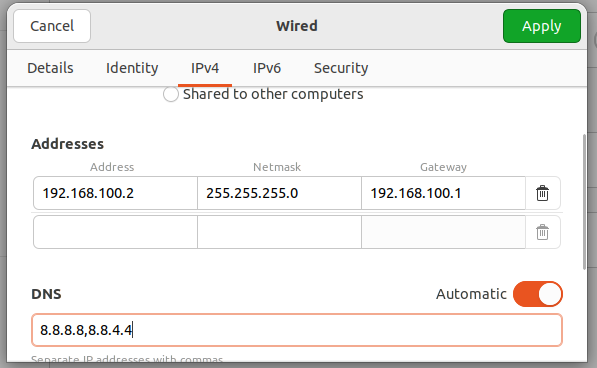 Cancel Wired Apply
Details Identity IPv4 IPv6 Security
Shared to other computers
Addresses
Address Netmask Gateway
192.168.100.2 255.255.255.0 192.168.100.1
DNS Automatic
8.8.8.8,8.8.4.4
Separate IP addresses with commas